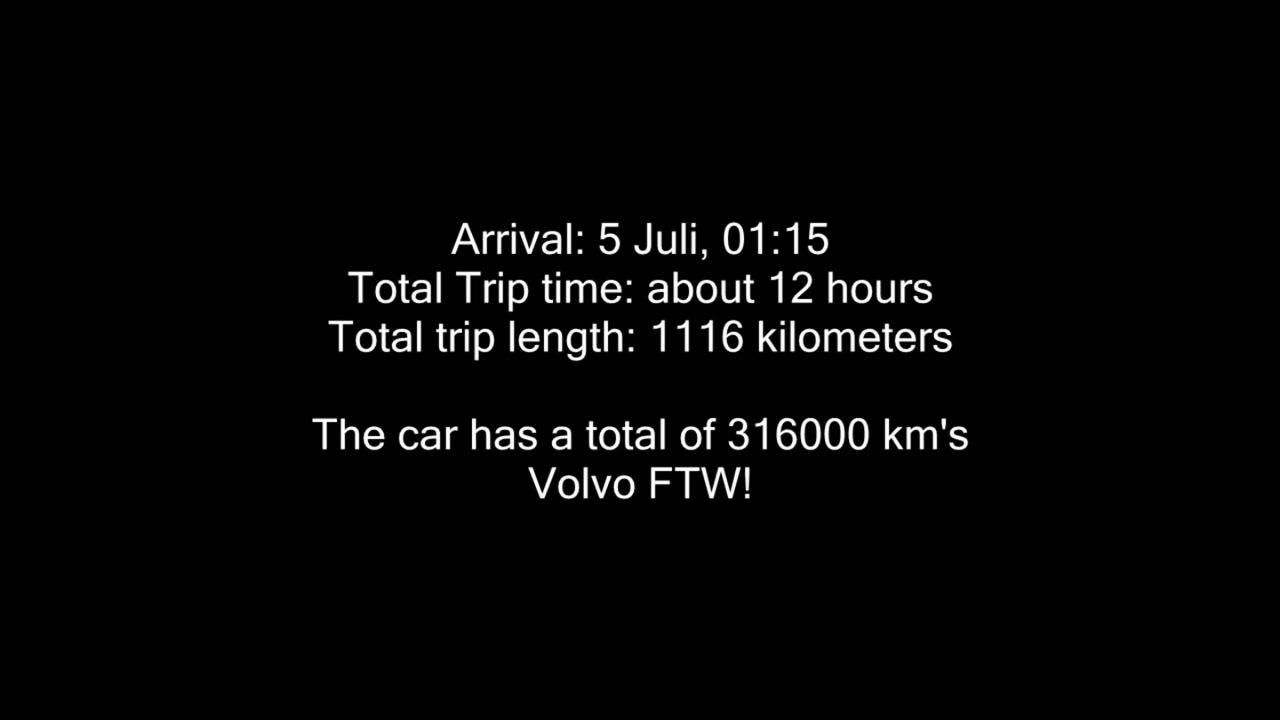 Arrival: 5 Juli, 01:15
Total Trip time: about 12 hours
Total trip length: 1116 kilometers
The car has a total of 316000 km's
Volvo FTW!